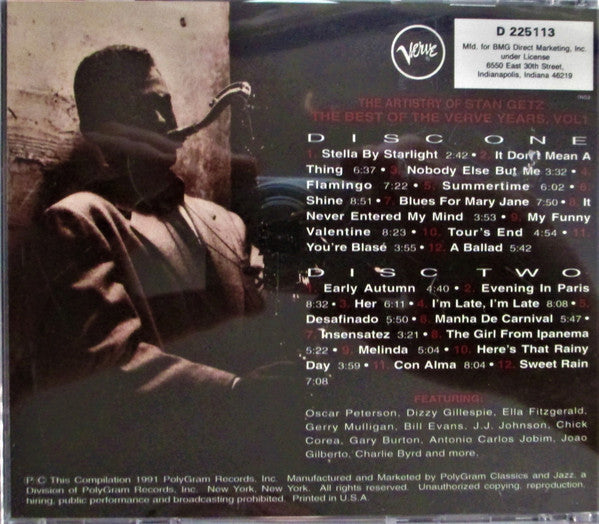 Verve
D 225113
Mfd. for BMG Direct Marketing, Inc.
under License
6550 East 30th Street,
Indianapolis, Indiana 46219
THE ARTISTRY OF STAN GETZ
THE BEST OF THE VERVE YEARS, VOL1
DISC ONE
1. Stella By Starlight 2:42 • 2. It Don't Mean A
Thing 6:37 • 3. Nobody Else But Me 3:32 • 4.
Flamingo 7:22 • 5. Summertime 6:02 • 6.
Shine 8:51 • 7. Blues For Mary Jane 7:50 • 8. It
Never Entered My Mind 3:53 • 9. My Funny
Valentine 8:23 • 10. Tour's End 4:54 • 11.
You're Blasé 3:55 • 12. A Ballad 5:42
DISC TWO
1. Early Autumn 4:40 • 2. Evening In Paris
8:32 • 3. Her 6:11 • 4. I'm Late, I'm Late 8:08 • 5.
Desafinado 5:50 • 6. Manha De Carnival 5:47 •
7. Insensatez 3:21 • 8. The Girl From Ipanema
5:22 • 9. Melinda 5:04 • 10. Here's That Rainy
Day 3:59 • 11. Con Alma 8:04 • 12. Sweet Rain
7:08
FEATURING:
Oscar Peterson, Dizzy Gillespie, Ella Fitzgerald,
Gerry Mulligan, Bill Evans, J.J. Johnson, Chick
Corea, Gary Burton, Antonio Carlos Jobim, Joao
Gilberto, Charlie Byrd and more.
(P) C This Compilation 1991 PolyGram Records, Inc. Manufactured and Marketed by PolyGram Classics and Jazz, a
Division of PolyGram Records, Inc. New York, New York. All rights reserved. Unauthorized copying, reproduction,
hiring, public performance and broadcasting prohibited. Printed in U.S.A.